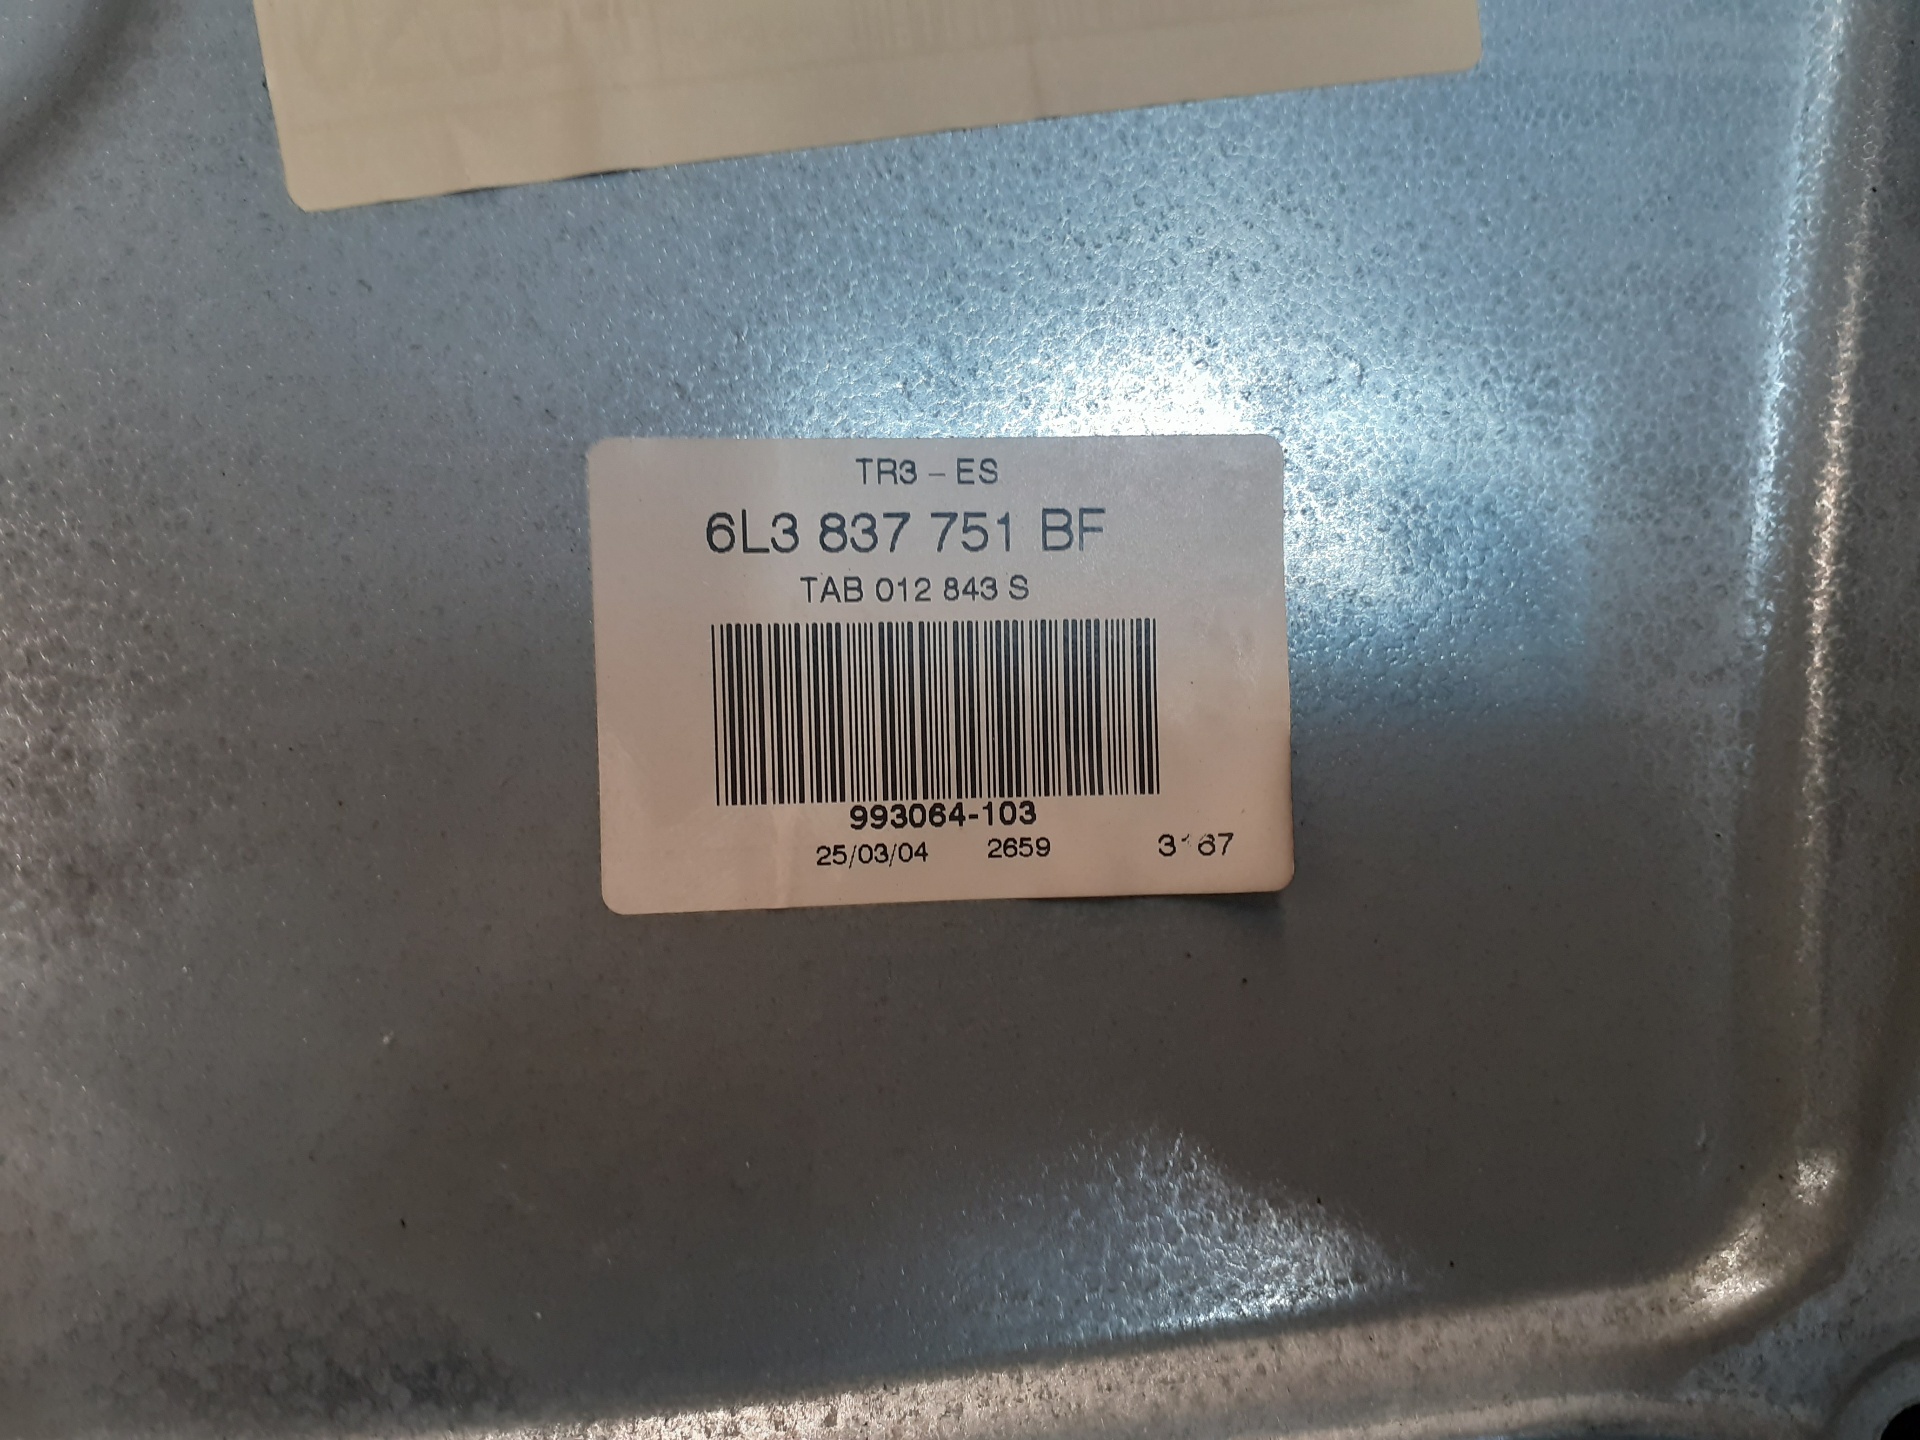 TR3 – ES
6L3 837 751 BF
TAB 012 843 S
993064-103
25/03/04 2659